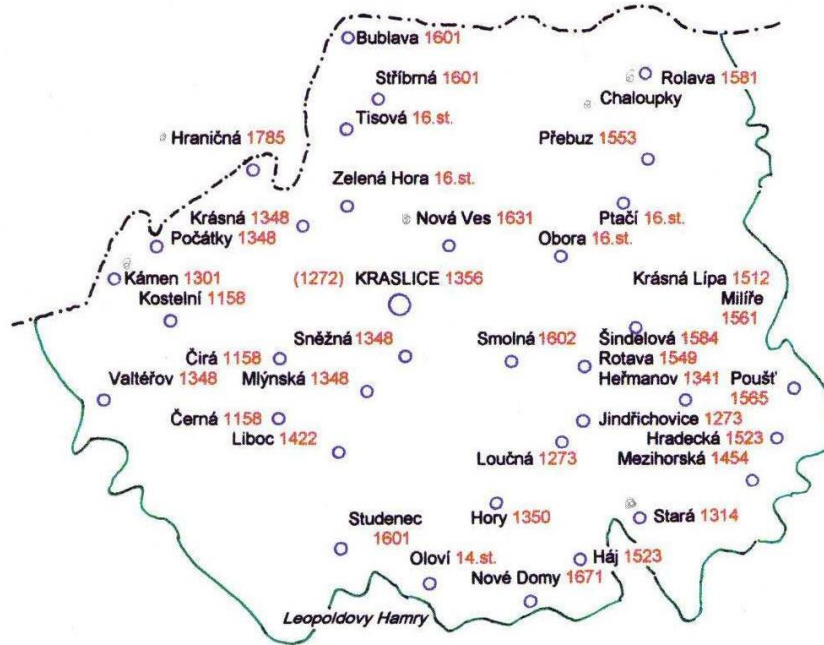 Bublava 1601
Stříbrná 1601
Rolava 1581
Chaloupky
Tisová 16.st.
Hraničná 1785
Přebuz 1553
Zelená Hora 16.st.
Krásná 1348
Nová Ves 1631
Ptačí 16.st.
Počátky 1348
Obora 16.st.
Kámen 1301
(1272) KRASLICE 1356
Krásná Lípa 1512
Kostelní 1158
Milíře
1561
Sněžná 1348
Smolná 1602
Šindelová 1584
Čirá 1158
Rotava 1549
Valtéřov
1348
Mlýnská 1348
Heřmanov 1341
Poušť
1565
Černá 1158
Jindřichovice 1273
Liboc 1422
Hradecká 1523
Loučná 1273
Mezihorská 1454
Hory 1350
Stará 1314
Studenec
1601
Oloví 14.st.
Háj 1523
Nové Domy 1671
Leopoldovy Hamry